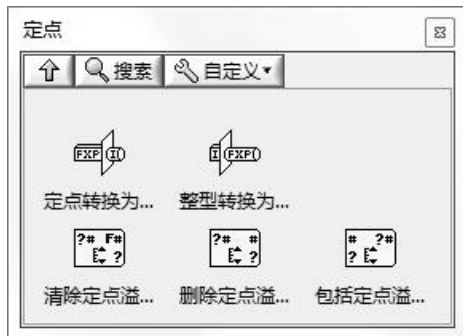 定点
搜索 自定义
FXP I I FXP
定点转换为... 整型转换为...
?# F# ?# # # ?#
? ? ?
清除定点溢... 删除定点溢... 包括定点溢...